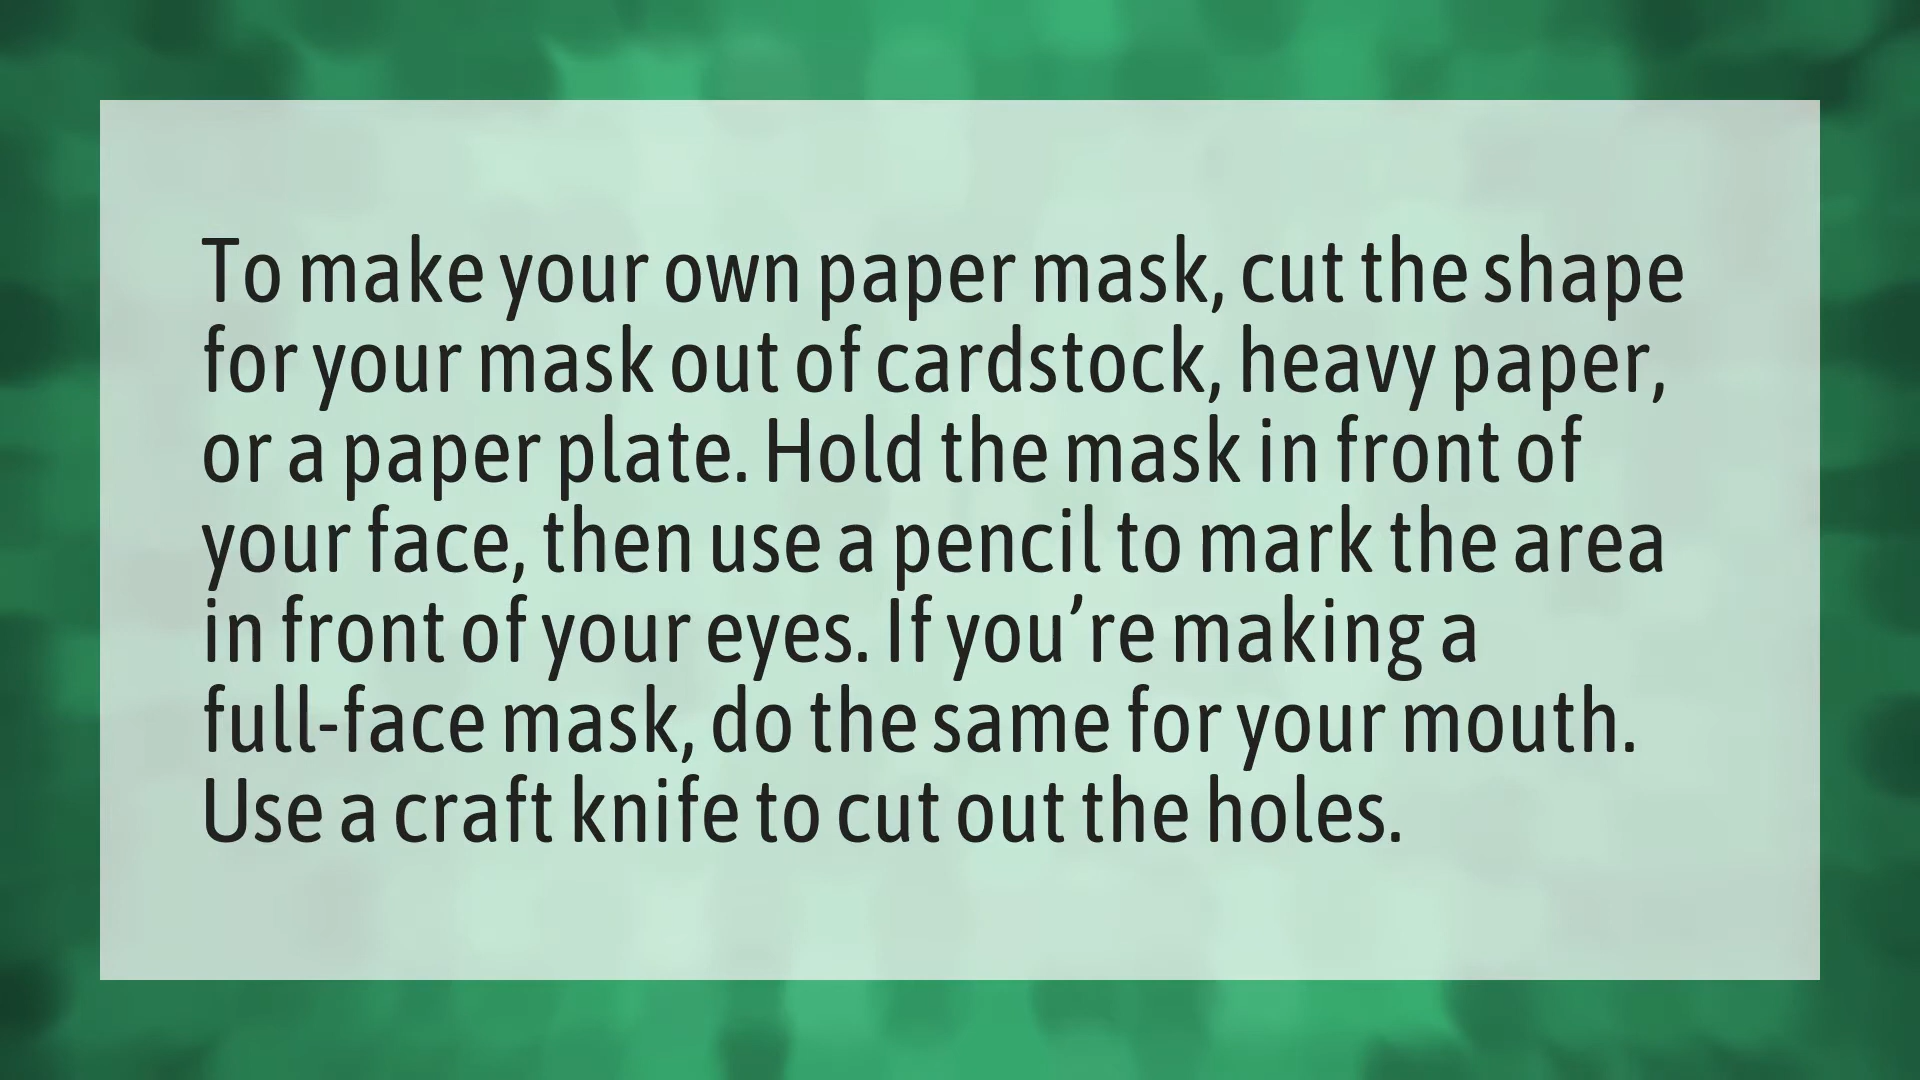 To make your own paper mask, cut the shape
for your mask out of cardstock, heavy paper,
or a paper plate. Hold the mask in front of
your face, then use a pencil to mark the area
in front of your eyes. If you’re making a
full-face mask, do the same for your mouth.
Use a craft knife to cut out the holes.